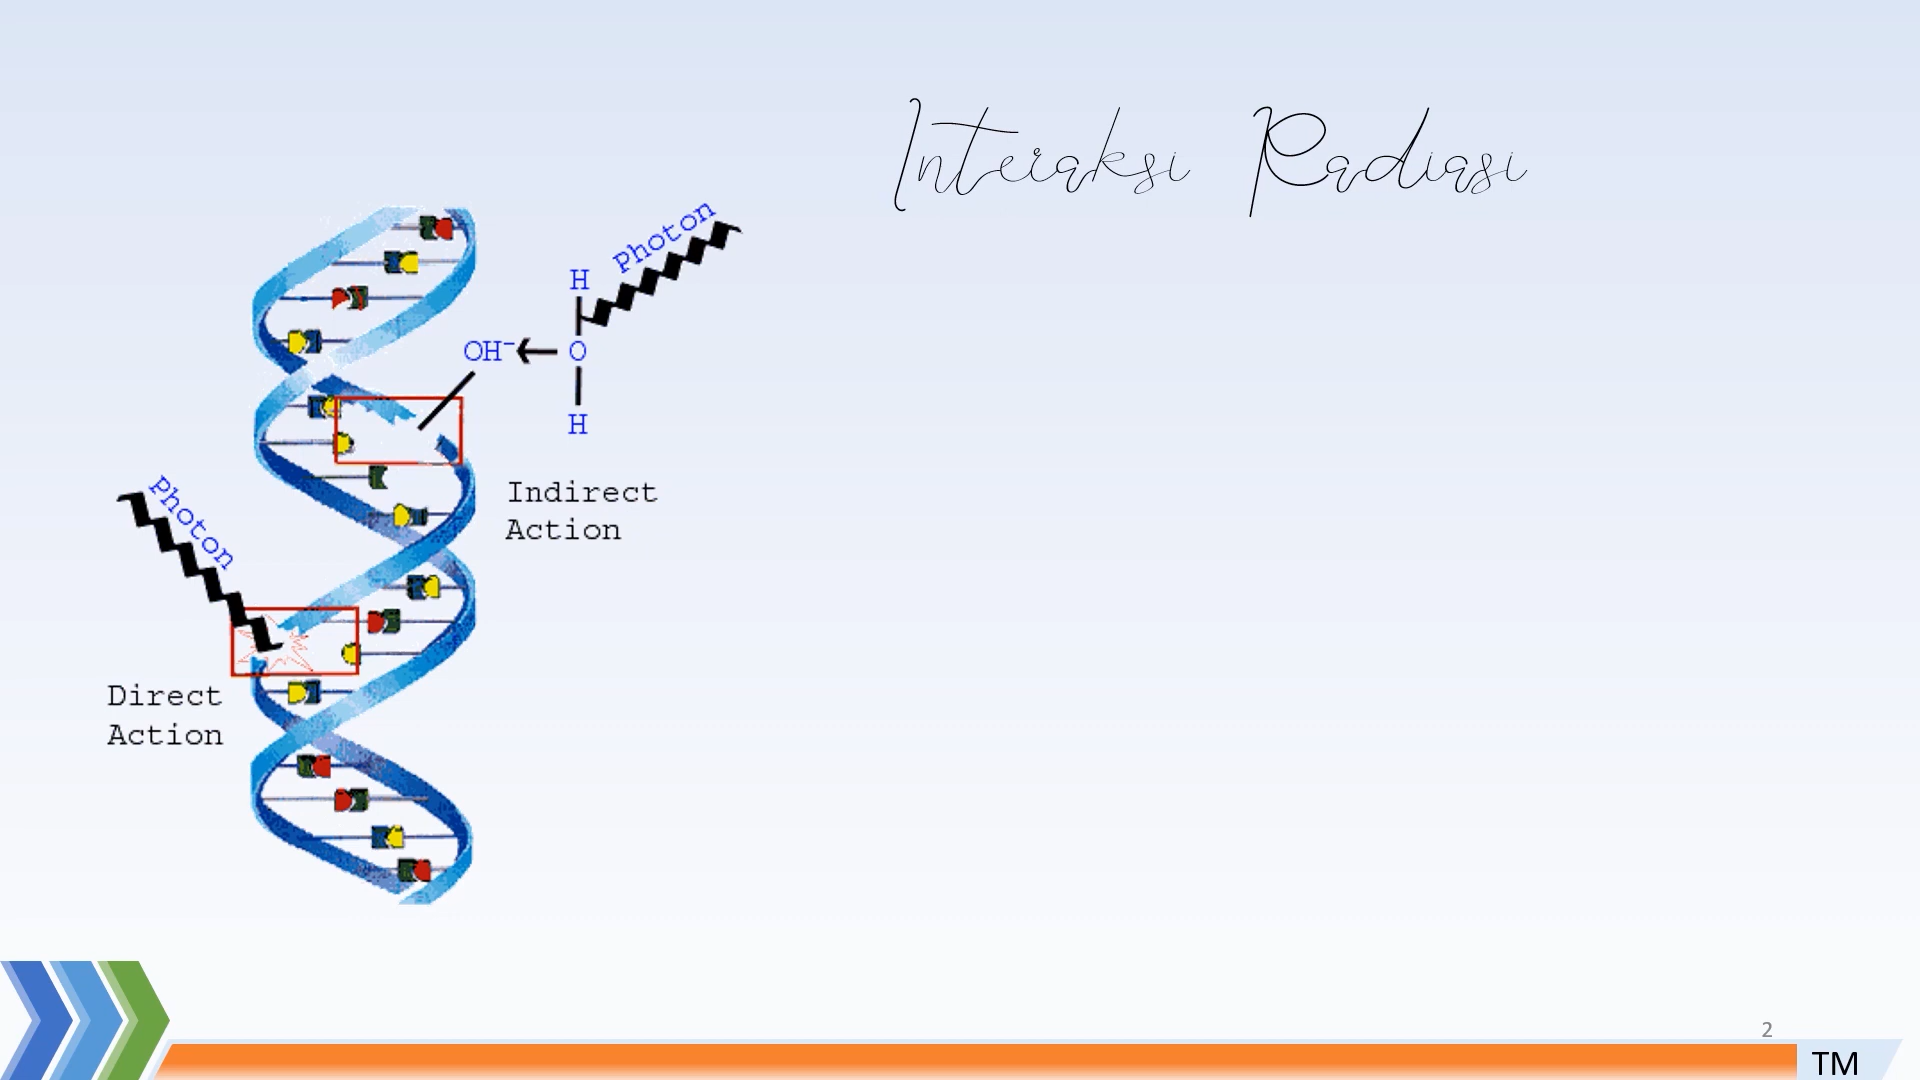 Interaksi Radiasi
Photon
H
OH⁻
O
H
Indirect
Action
Photon
Direct
Action
2
TM